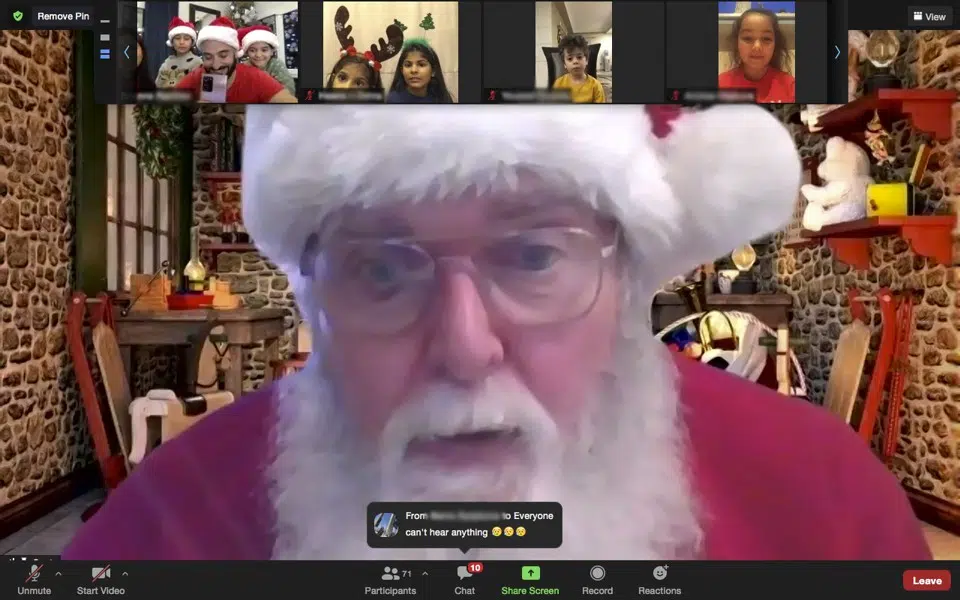 Remove Pin
View
From to Everyone
can't hear anything 😢😢😢
Unmute
Start Video
Participants
71
Chat
10
Share Screen
Record
Reactions
Leave